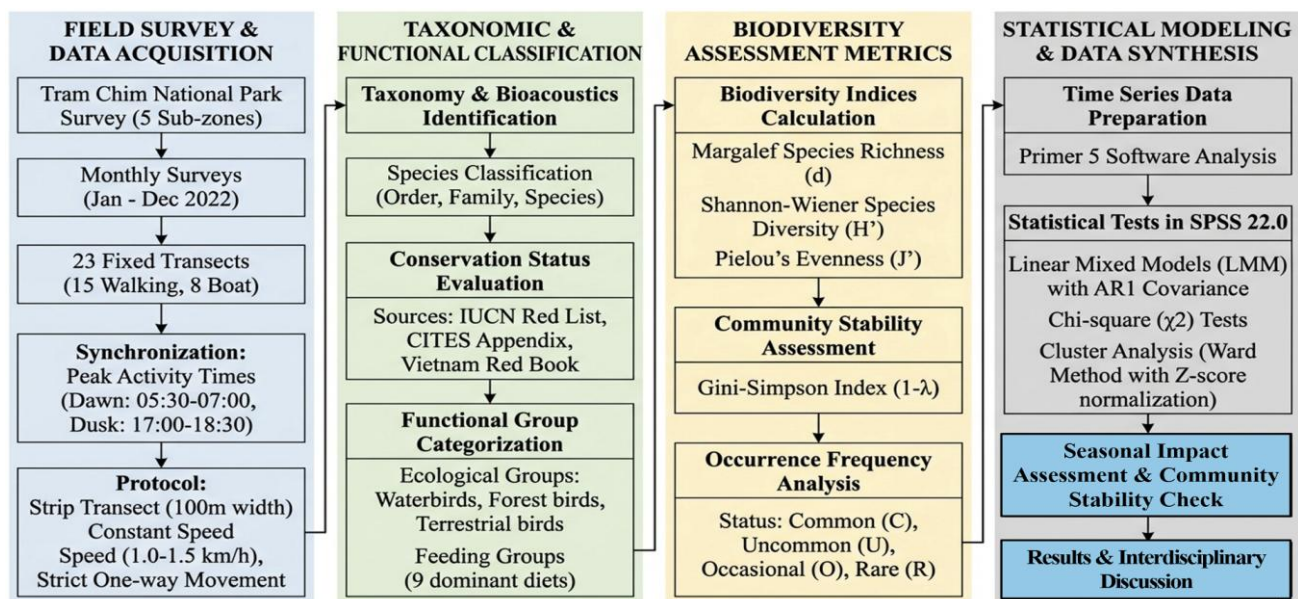 FIELD SURVEY &
DATA ACQUISITION
Tram Chim National Park
Survey (5 Sub-zones)
Monthly Surveys
(Jan - Dec 2022)
23 Fixed Transects
(15 Walking, 8 Boat)
Synchronization:
Peak Activity Times
(Dawn: 05:30-07:00,
Dusk: 17:00-18:30)
Protocol:
Strip Transect (100m width)
Constant Speed
Speed (1.0-1.5 km/h),
Strict One-way Movement
TAXONOMIC &
FUNCTIONAL CLASSIFICATION
Taxonomy & Bioacoustics
Identification
Species Classification
(Order, Family, Species)
Conservation Status
Evaluation
Sources: IUCN Red List,
CITES Appendix,
Vietnam Red Book
Functional Group
Categorization
Ecological Groups:
Waterbirds, Forest birds,
Terrestrial birds
Feeding Groups
(9 dominant diets)
BIODIVERSITY
ASSESSMENT METRICS
Biodiversity Indices
Calculation
Margalef Species Richness
(d)
Shannon-Wiener Species
Diversity (H’)
Pielou’s Evenness (J’)
Community Stability
Assessment
Gini-Simpson Index (1-λ)
Occurrence Frequency
Analysis
Status: Common (C),
Uncommon (U),
Occasional (O), Rare (R)
STATISTICAL MODELING
& DATA SYNTHESIS
Time Series Data
Preparation
Primer 5 Software Analysis
Statistical Tests in SPSS 22.0
Linear Mixed Models (LMM)
with AR1 Covariance
Chi-square (χ2) Tests
Cluster Analysis (Ward
Method with Z-score
normalization)
Seasonal Impact
Assessment & Community
Stability Check
Results & Interdisciplinary
Discussion